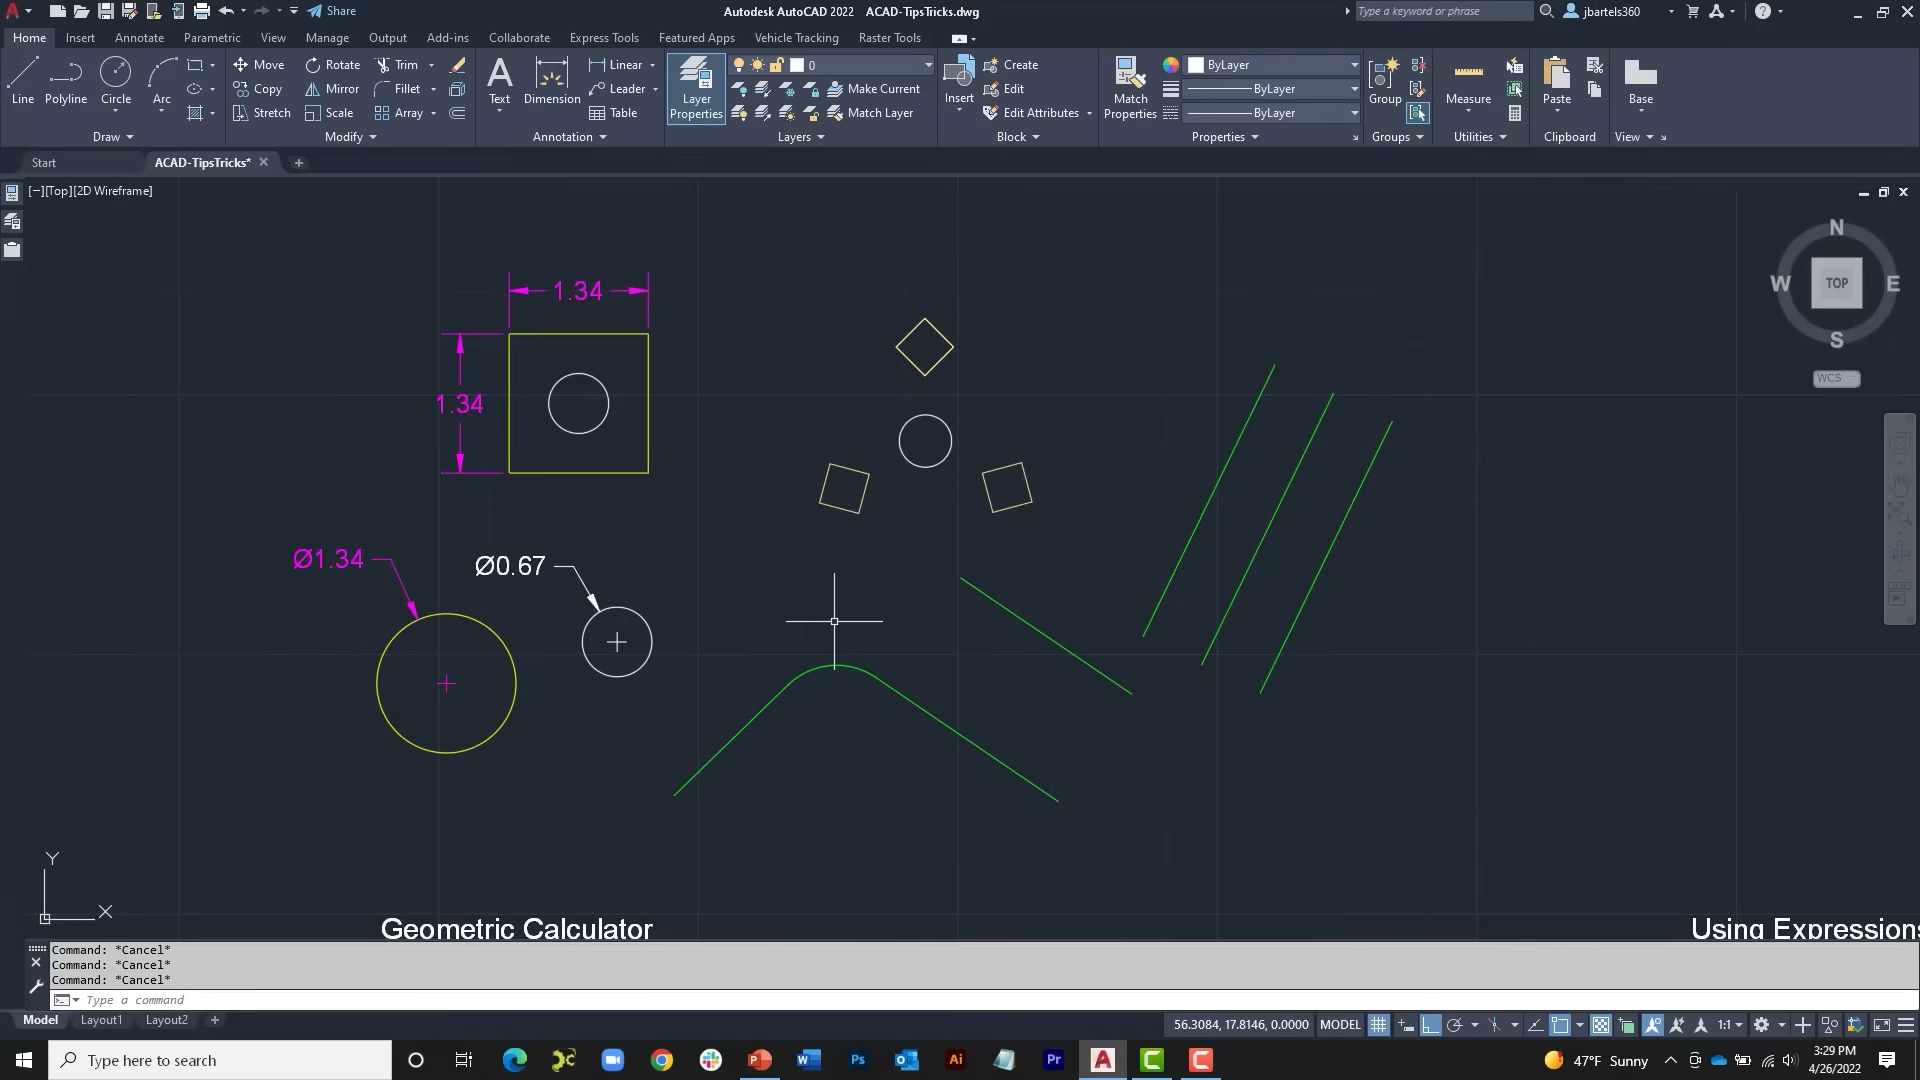 Share
Autodesk AutoCAD 2022 ACAD-TipsTricks.dwg
Type a keyword or phrase
jbartels360
Home Insert Annotate Parametric View Manage Output Add-ins Collaborate Express Tools Featured Apps Vehicle Tracking Raster Tools
Line Polyline Circle Arc
Draw
Move Rotate Trim
Copy Mirror Fillet
Stretch Scale Array
Modify
Text Dimension
Linear
Leader
Table
Annotation
Layer Properties
0
Make Current
Match Layer
Layers
Insert
Create
Edit
Edit Attributes
Block
Match Properties
ByLayer
ByLayer
ByLayer
Properties
Group
Groups
Measure
Utilities
Paste
Clipboard
Base
View
Start
ACAD-TipsTricks*
[−][Top][2D Wireframe]
N
W TOP E
S
WCS
1.34
1.34
Ø1.34
Ø0.67
Y
X
Geometric Calculator
Using Expressions
Command: *Cancel*
Command: *Cancel*
Command: *Cancel*
Type a command
Model Layout1 Layout2
56.3084, 17.8146, 0.0000 MODEL 1:1
Type here to search
47°F Sunny
3:29 PM
4/26/2022